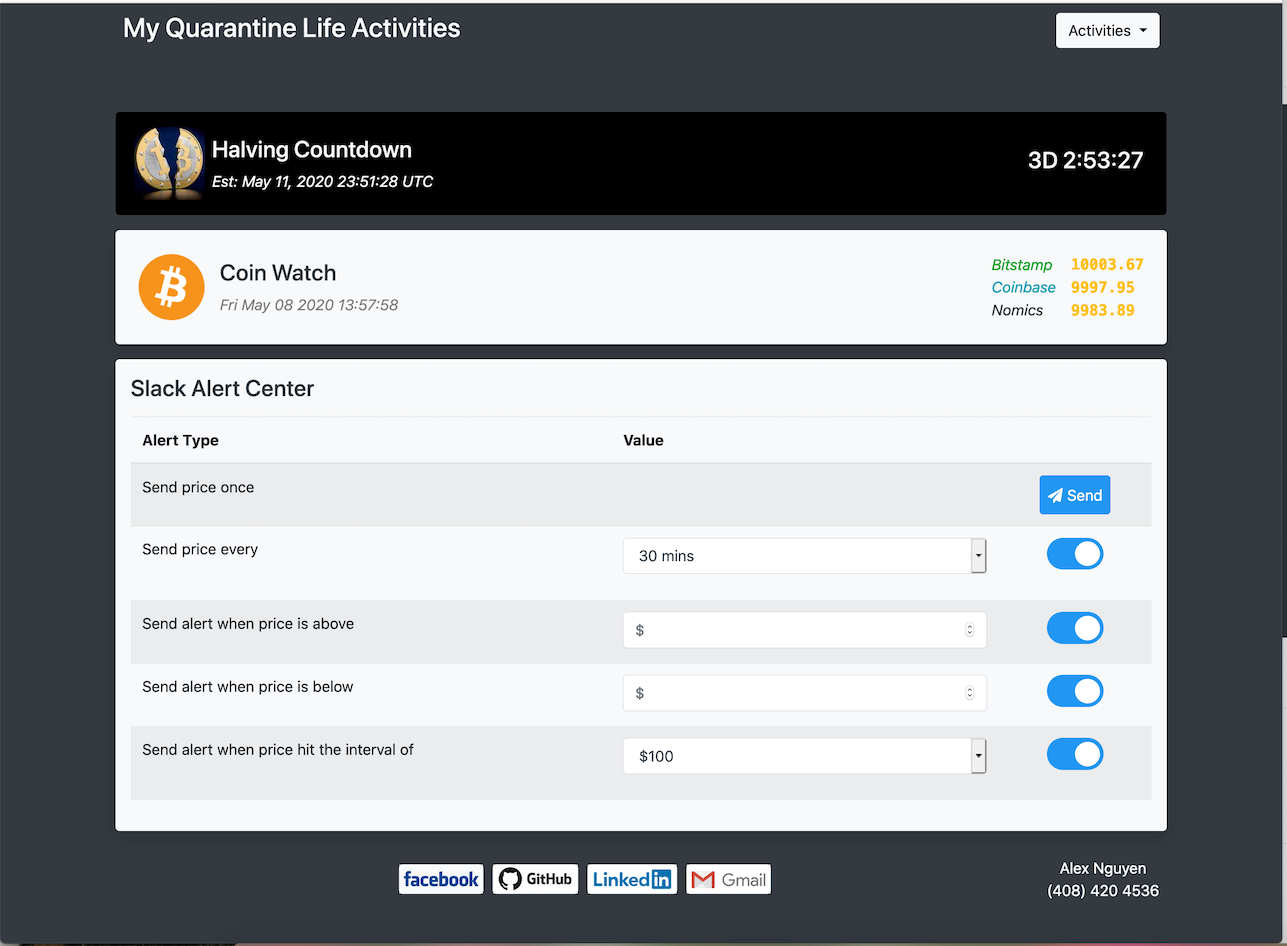 My Quarantine Life Activities
Activities
Halving Countdown
Est: May 11, 2020 23:51:28 UTC
3D 2:53:27
Coin Watch
Fri May 08 2020 13:57:58
Bitstamp 10003.67
Coinbase 9997.95
Nomics 9983.89
Slack Alert Center
Alert Type Value
Send price once Send
Send price every 30 mins
Send alert when price is above $
Send alert when price is below $
Send alert when price hit the interval of $100
facebook GitHub LinkedIn Gmail
Alex Nguyen
(408) 420 4536